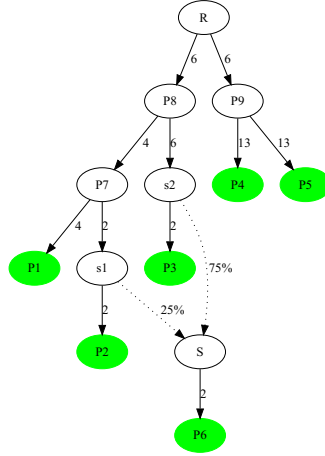 R
6 6
P8 P9
4 6 13 13
P7 s2 P4 P5
4 2 2 75%
P1 s1 P3
2 25%
P2 S
2
P6